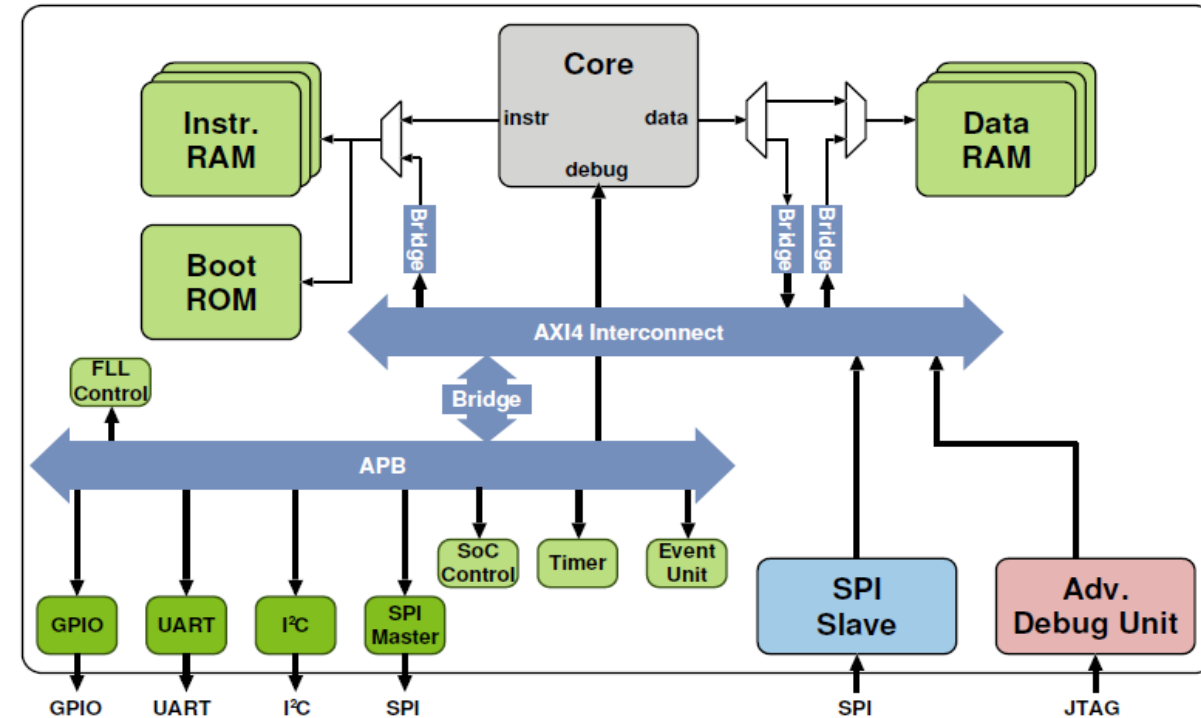 Core
Instr.
RAM
instr
data
Data
RAM
debug
Bridge
Bridge
Bridge
Boot
ROM
AXI4 Interconnect
FLL
Control
Bridge
APB
SoC
Control
Timer
Event
Unit
SPI
Slave
Adv.
Debug Unit
GPIO
UART
I²C
SPI
Master
GPIO
UART
I²C
SPI
SPI
JTAG